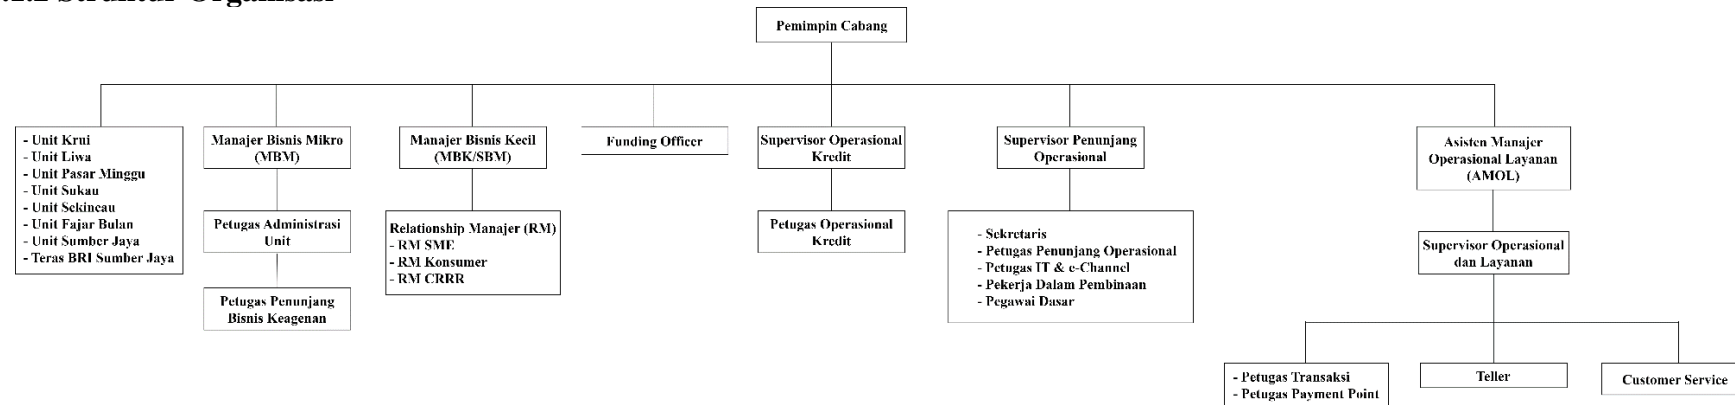 Struktur Organisasi
Pemimpin Cabang
- Unit Krui
- Unit Liwa
- Unit Pasar Minggu
- Unit Sukau
- Unit Sekincau
- Unit Fajar Bulan
- Unit Sumber Jaya
- Teras BRI Sumber Jaya
Manajer Bisnis Mikro
(MBM)
Petugas Administrasi
Unit
Petugas Penunjang
Bisnis Keagenan
Manajer Bisnis Kecil
(MBK/SBM)
Relationship Manajer (RM)
- RM SME
- RM Konsumer
- RM CRRR
Funding Officer
Supervisor Operasional
Kredit
Petugas Operasional
Kredit
Supervisor Penunjang
Operasional
- Sekretaris
- Petugas Penunjang Operasional
- Petugas IT & e-Channel
- Pekerja Dalam Pembinaan
- Pegawai Dasar
Asisten Manajer
Operasional Layanan
(AMOL)
Supervisor Operasional
dan Layanan
- Petugas Transaksi
- Petugas Payment Point
Teller
Customer Service